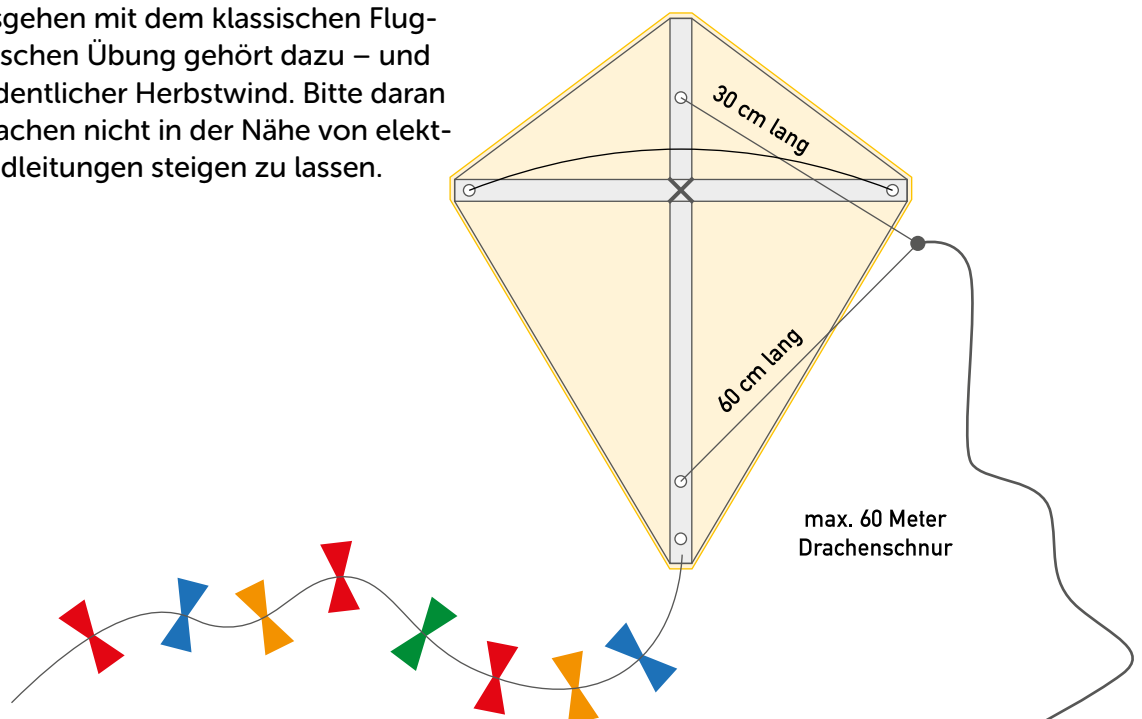 sgehen mit dem klassischen Flug-
schen Übung gehört dazu – und
dentlicher Herbstwind. Bitte daran
achen nicht in der Nähe von elekt-
dleitungen steigen zu lassen.
30 cm lang
60 cm lang
max. 60 Meter
Drachenschnur